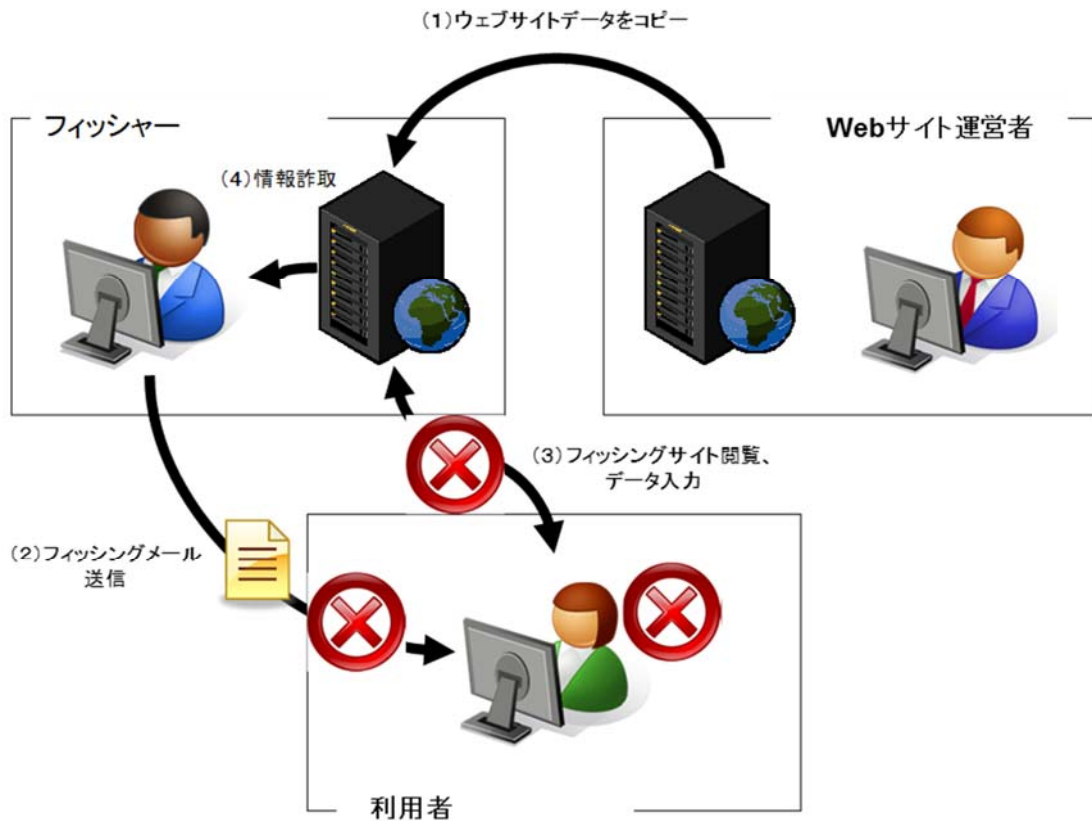 (1)ウェブサイトデータをコピー
フィッシャー
Webサイト運営者
(4)情報詐取
(3)フィッシングサイト閲覧、
データ入力
(2)フィッシングメール
送信
利用者